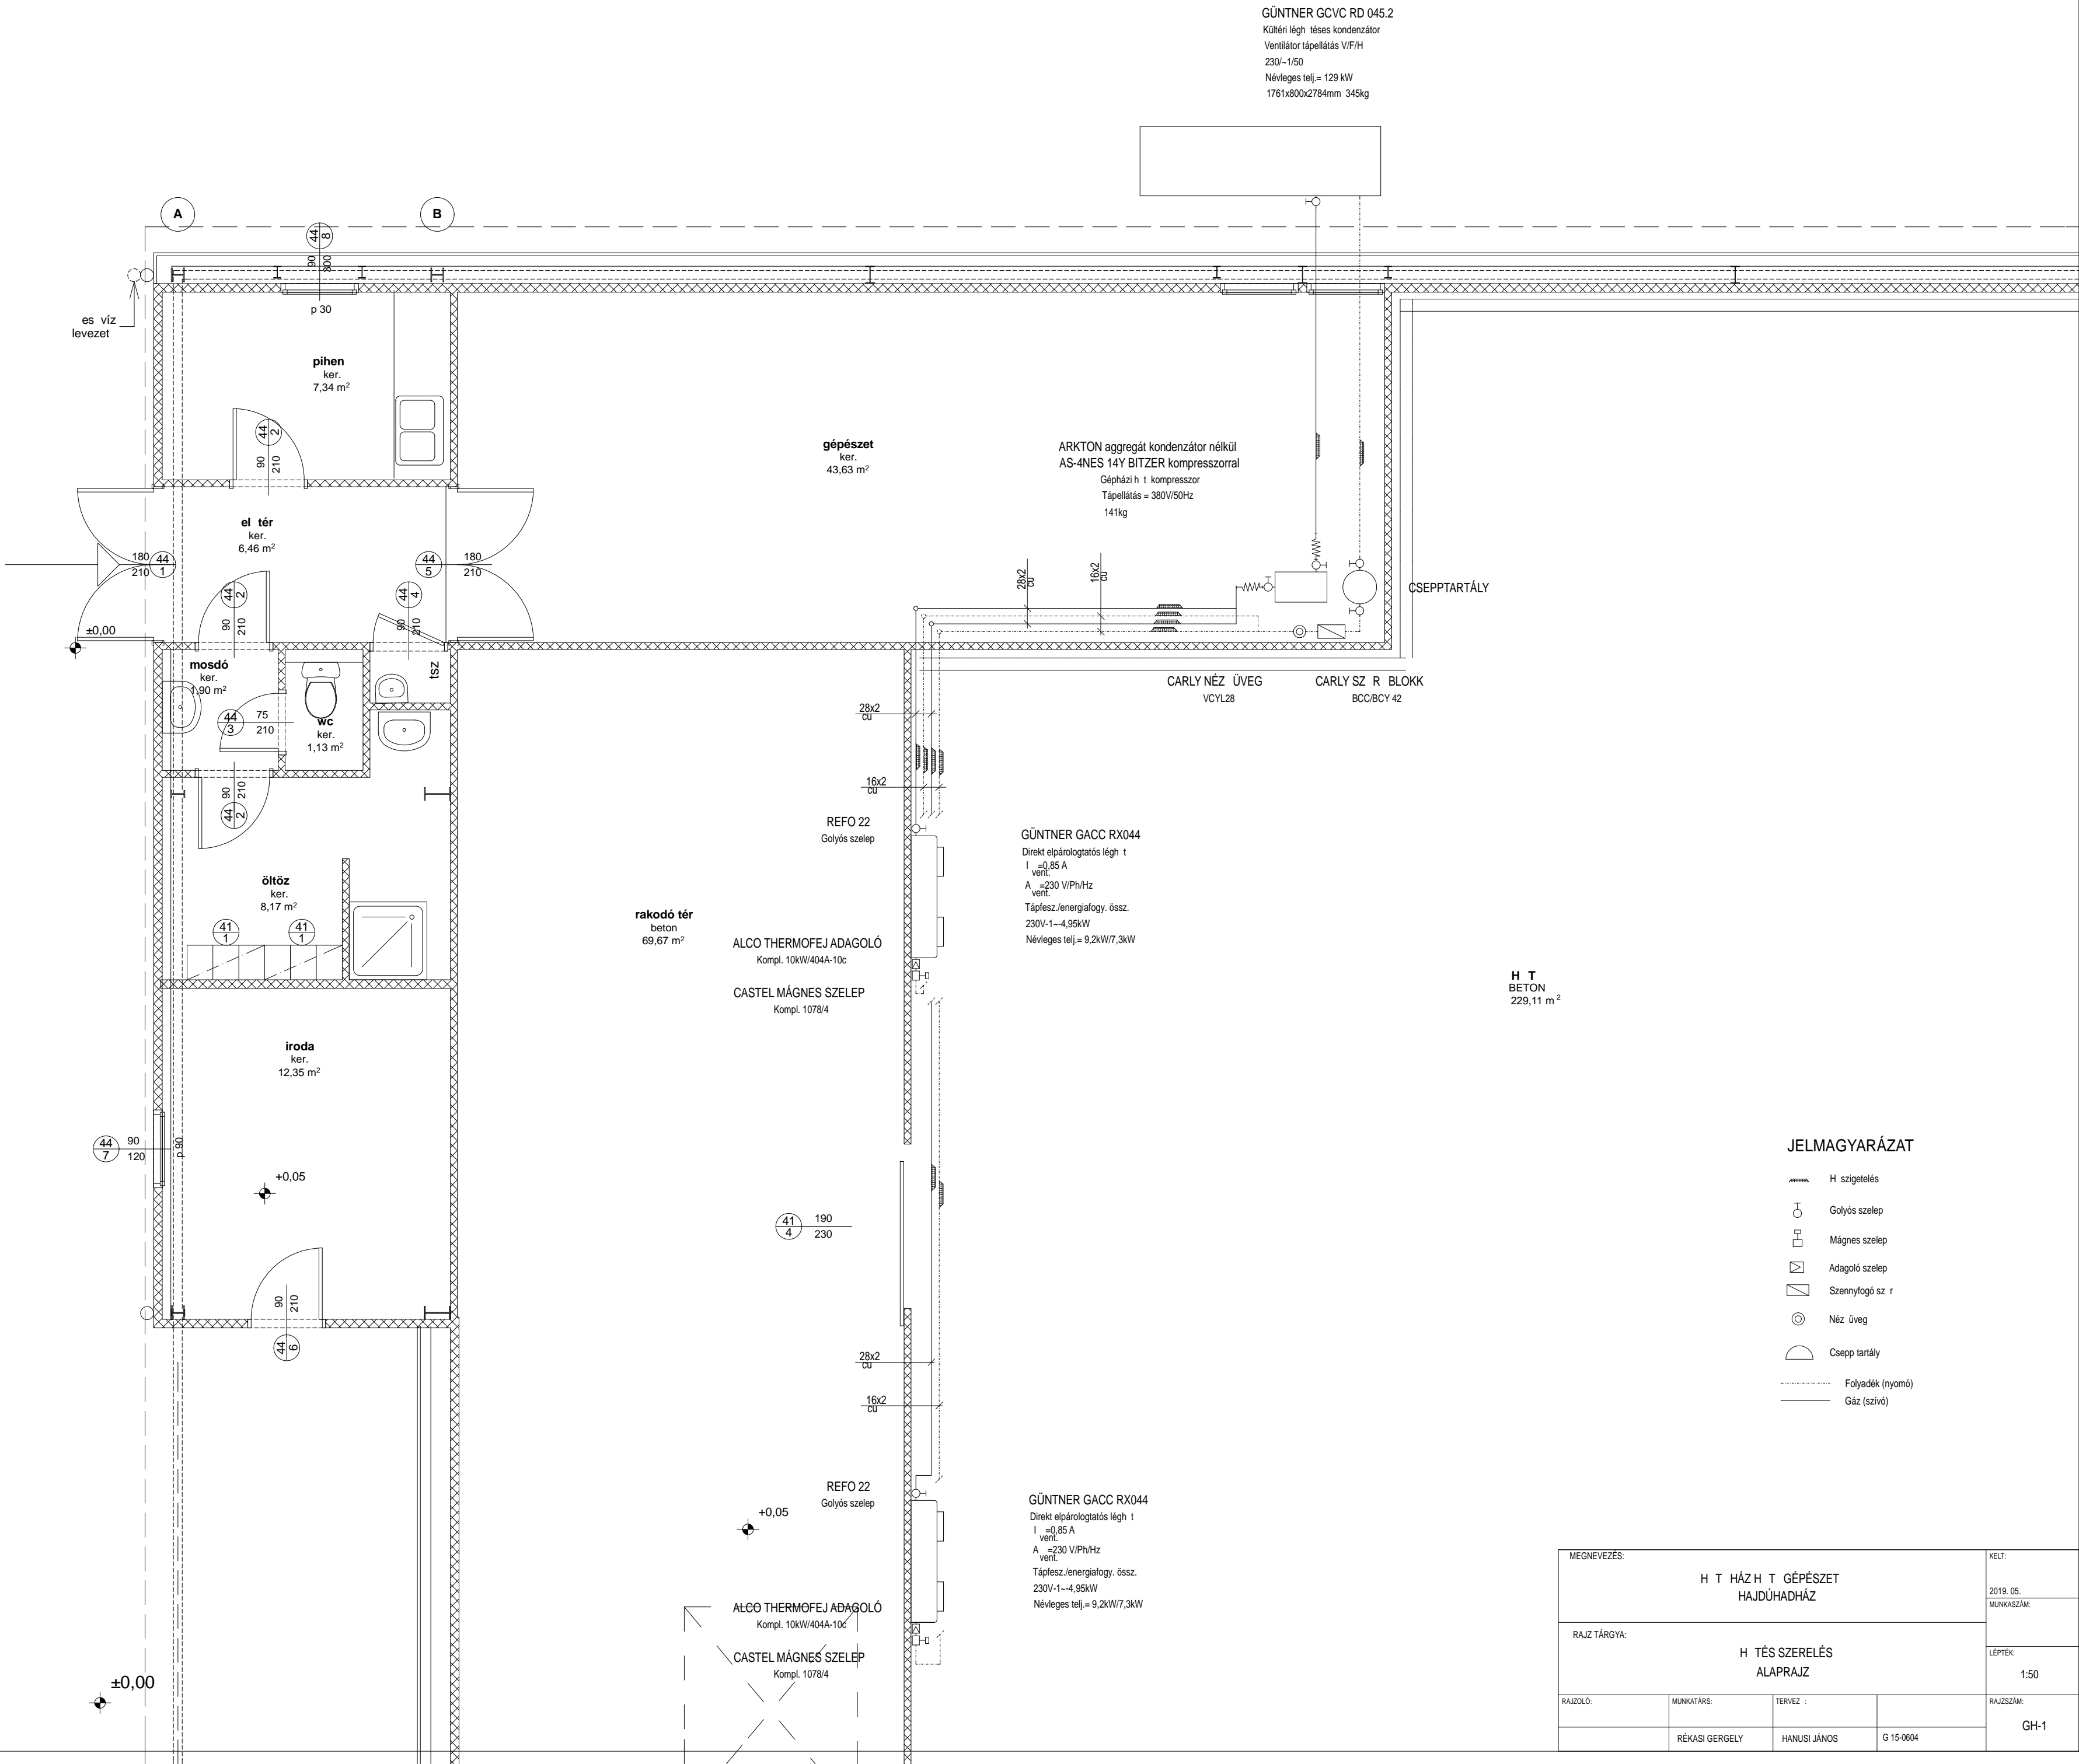 GÜNTNER GCVC RD 045.2
Kültéri légh téses kondenzátor
Ventilátor tápellátás V/F/H
230/~1/50
Névleges telj.= 129 kW
1761x800x2784mm 345kg
A
B
44
8
90
300
p 30
es víz
levezet
pihen
ker.
7,34 m²
44
2
90
210
gépészet
ker.
43,63 m²
ARKTON aggregát kondenzátor nélkül
AS-4NES 14Y BITZER kompresszorral
Gépházi h t kompresszor
Tápellátás = 380V/50Hz
141kg
el tér
ker.
6,46 m²
180
210
44
1
44
5
180
210
44
2
90
210
44
4
90
210
±0,00
28x2
cu
16x2
cu
CSEPPTARTÁLY
mosdó
ker.
1,90 m²
tsz
44
3
75
210
wc
ker.
1,13 m²
CARLY NÉZ ÜVEG
VCYL28
CARLY SZ R BLOKK
BCC/BCY 42
28x2
cu
16x2
cu
90
210
44
2
REFO 22
Golyós szelep
GÜNTNER GACC RX044
Direkt elpárologtatós légh t
I vent. =0,85 A
A vent. =230 V/Ph/Hz
Tápfesz./energiafogy. össz.
230V-1~-4,95kW
Névleges telj.= 9,2kW/7,3kW
öltöz
ker.
8,17 m²
41
1
41
1
rakodó tér
beton
69,67 m²
ALCO THERMOFEJ ADAGOLÓ
Kompl. 10kW/404A-10c
CASTEL MÁGNES SZELEP
Kompl. 1078/4
H T
BETON
229,11 m²
iroda
ker.
12,35 m²
44
7
90
120
p 90
+0,05
41
4
190
230
90
210
44
6
28x2
cu
16x2
cu
JELMAGYARÁZAT
H szigetelés
Golyós szelep
Mágnes szelep
Adagoló szelep
Szennyfogó sz r
Néz üveg
Csepp tartály
Folyadék (nyomó)
Gáz (szívó)
REFO 22
Golyós szelep
+0,05
GÜNTNER GACC RX044
Direkt elpárologtatós légh t
I vent. =0,85 A
A vent. =230 V/Ph/Hz
Tápfesz./energiafogy. össz.
230V-1~-4,95kW
Névleges telj.= 9,2kW/7,3kW
ALCO THERMOFEJ ADAGOLÓ
Kompl. 10kW/404A-10c
CASTEL MÁGNES SZELEP
Kompl. 1078/4
±0,00
MEGNEVEZÉS:
H T HÁZ H T GÉPÉSZET
HAJDÚHADHÁZ
KELT:
2019. 05.
MUNKASZÁM:
RAJZ TÁRGYA:
H TÉS SZERELÉS
ALAPRAJZ
LÉPTÉK:
1:50
RAJZOLÓ:
MUNKATÁRS:
TERVEZ :
RAJZSZÁM:
GH-1
RÉKASI GERGELY
HANUSI JÁNOS
G 15-0604